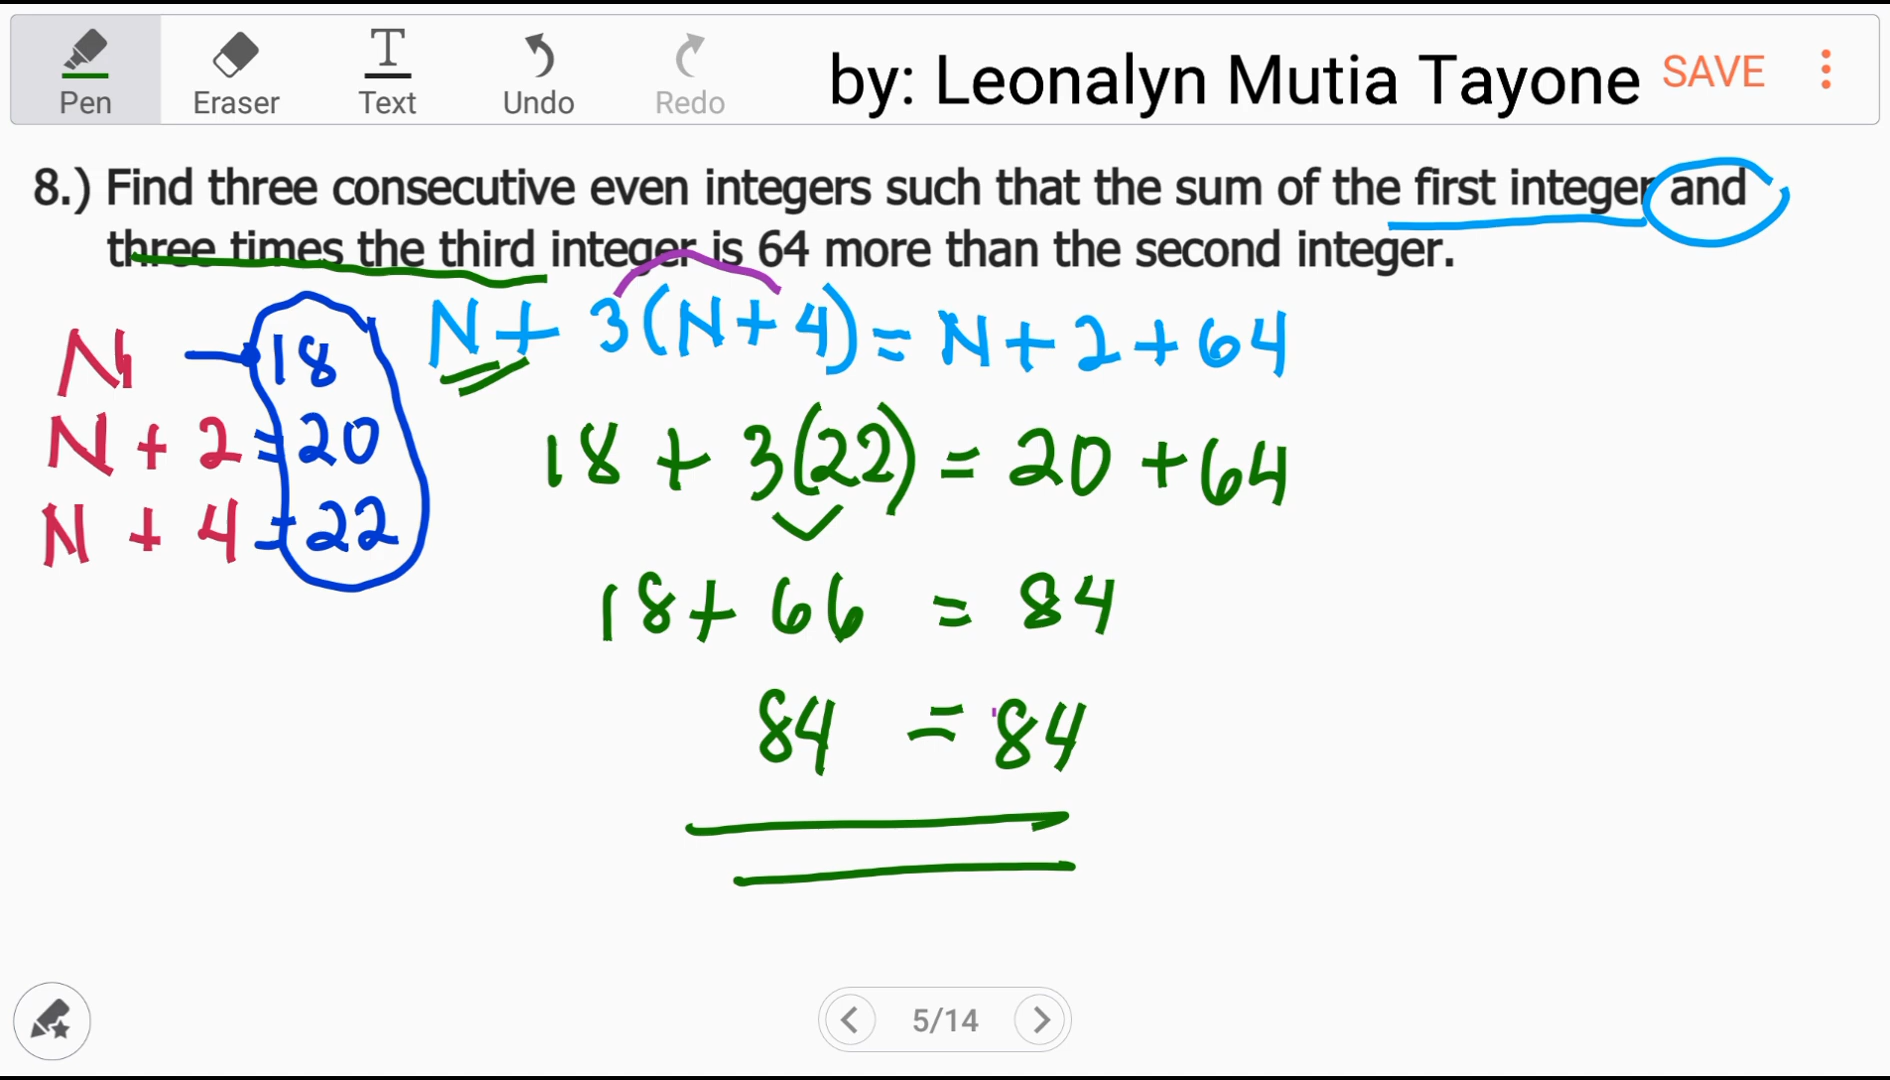 Pen Eraser Text Undo Redo by: Leonalyn Mutia Tayone SAVE
8.) Find three consecutive even integers such that the sum of the first integer and
three times the third integer is 64 more than the second integer.
N 18
N + 2 = 20
N + 4 = 22
N + 3(N+4) = N + 2 + 64
18 + 3(22) = 20 + 64
18 + 66 = 84
84 = 84
5/14